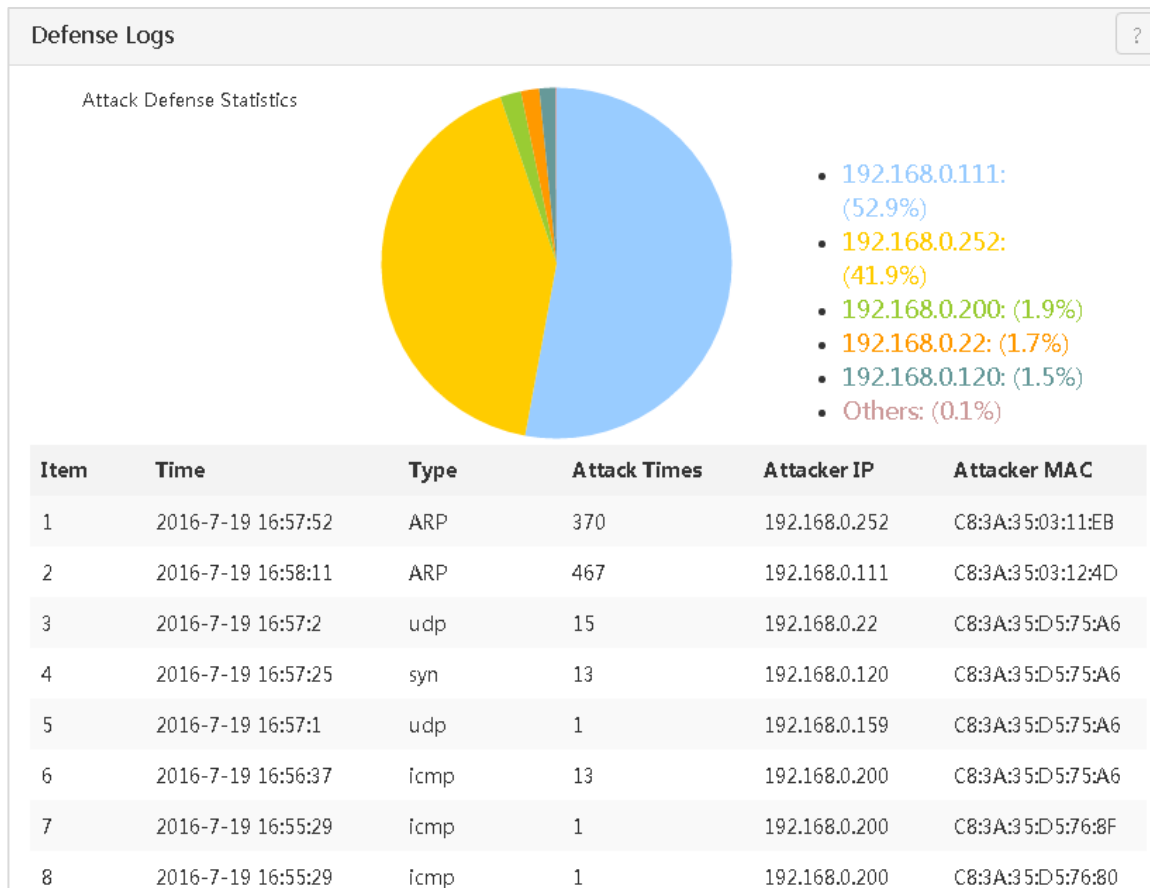 Defense Logs
?
Attack Defense Statistics
192.168.0.111:
(52.9%)
192.168.0.252:
(41.9%)
192.168.0.200: (1.9%)
192.168.0.22: (1.7%)
192.168.0.120: (1.5%)
Others: (0.1%)
Item Time Type Attack Times Attacker IP Attacker MAC
1 2016-7-19 16:57:52 ARP 370 192.168.0.252 C8:3A:35:03:11:EB
2 2016-7-19 16:58:11 ARP 467 192.168.0.111 C8:3A:35:03:12:4D
3 2016-7-19 16:57:2 udp 15 192.168.0.22 C8:3A:35:D5:75:A6
4 2016-7-19 16:57:25 syn 13 192.168.0.120 C8:3A:35:D5:75:A6
5 2016-7-19 16:57:1 udp 1 192.168.0.159 C8:3A:35:D5:75:A6
6 2016-7-19 16:56:37 icmp 13 192.168.0.200 C8:3A:35:D5:75:A6
7 2016-7-19 16:55:29 icmp 1 192.168.0.200 C8:3A:35:D5:76:8F
8 2016-7-19 16:55:29 icmp 1 192.168.0.200 C8:3A:35:D5:76:80